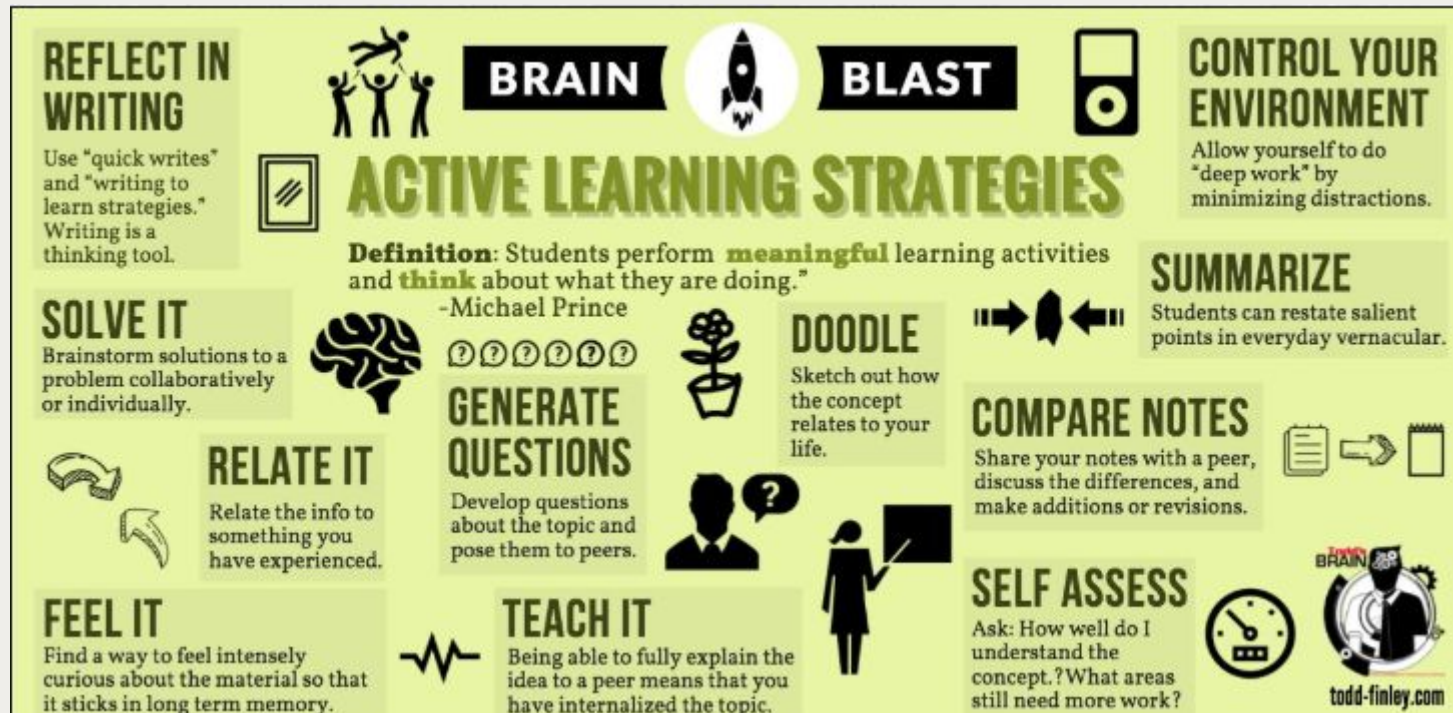 REFLECT IN
WRITING
Use "quick writes"
and "writing to
learn strategies."
Writing is a
thinking tool.
BRAIN BLAST
ACTIVE LEARNING STRATEGIES
Definition: Students perform meaningful learning activities
and think about what they are doing."
-Michael Prince
CONTROL YOUR
ENVIRONMENT
Allow yourself to do
"deep work" by
minimizing distractions.
SOLVE IT
Brainstorm solutions to a
problem collaboratively
or individually.
? ? ? ? ? ?
GENERATE
QUESTIONS
Develop questions
about the topic and
pose them to peers.
?
DOODLE
Sketch out how
the concept
relates to your
life.
SUMMARIZE
Students can restate salient
points in everyday vernacular.
RELATE IT
Relate the info to
something you
have experienced.
COMPARE NOTES
Share your notes with a peer,
discuss the differences, and
make additions or revisions.
FEEL IT
Find a way to feel intensely
curious about the material so that
it sticks in long term memory.
TEACH IT
Being able to fully explain the
idea to a peer means that you
have internalized the topic.
SELF ASSESS
Ask: How well do I
understand the
concept.?What areas
still need more work?
Todd's
BRAIN
todd-finley.com